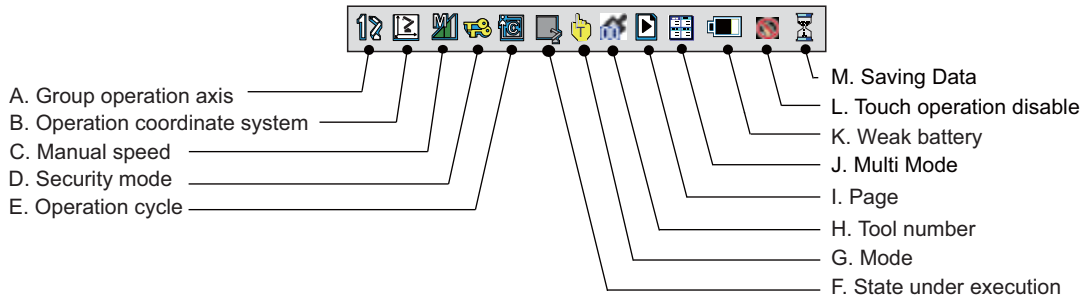 A. Group operation axis
B. Operation coordinate system
C. Manual speed
D. Security mode
E. Operation cycle
M. Saving Data
L. Touch operation disable
K. Weak battery
J. Multi Mode
I. Page
H. Tool number
G. Mode
F. State under execution